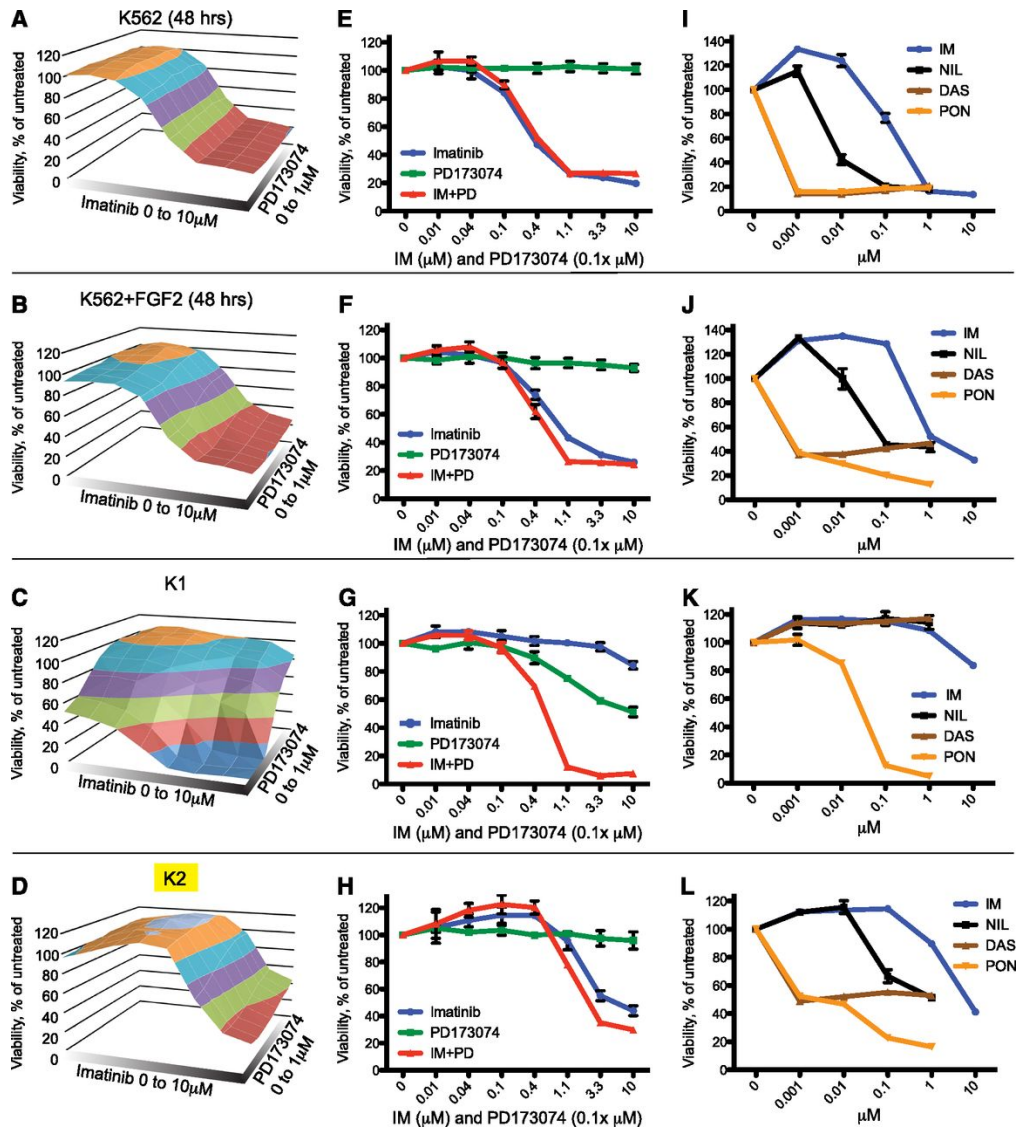 A
K562 (48 hrs)
Viability, % of untreated
120
100
80
60
40
20
0
Imatinib 0 to 10μM
PD173074
0 to 1μM
E
Viability, % of untreated
120
100
80
60
40
20
0
Imatinib
PD173074
IM+PD
0
0.01
0.04
0.1
0.4
1.1
3.3
10
IM (μM) and PD173074 (0.1x μM)
I
Viability, % of untreated
140
120
100
80
60
40
20
0
IM
NIL
DAS
PON
0
0.001
0.01
0.1
1
10
μM
B
K562+FGF2 (48 hrs)
Viability, % of untreated
120
100
80
60
40
20
0
Imatinib 0 to 10μM
PD173074
0 to 1μM
F
Viability, % of untreated
120
100
80
60
40
20
0
Imatinib
PD173074
IM+PD
0
0.01
0.04
0.1
0.4
1.1
3.3
10
IM (μM) and PD173074 (0.1x μM)
J
Viability, % of untreated
140
120
100
80
60
40
20
0
IM
NIL
DAS
PON
0
0.001
0.01
0.1
1
10
μM
C
K1
Viability, % of untreated
120
100
80
60
40
20
0
Imatinib 0 to 10μM
PD173074
0 to 1μM
G
Viability, % of untreated
120
100
80
60
40
20
0
Imatinib
PD173074
IM+PD
0
0.01
0.04
0.1
0.4
1.1
3.3
10
IM (μM) and PD173074 (0.1x μM)
K
Viability, % of untreated
120
100
80
60
40
20
0
IM
NIL
DAS
PON
0
0.001
0.01
0.1
1
10
μM
D
K2
Viability, % of untreated
120
100
80
60
40
20
0
Imatinib 0 to 10μM
PD173074
0 to 1μM
H
Viability, % of untreated
120
100
80
60
40
20
0
Imatinib
PD173074
IM+PD
0
0.01
0.04
0.1
0.4
1.1
3.3
10
IM (μM) and PD173074 (0.1x μM)
L
Viability, % of untreated
120
100
80
60
40
20
0
IM
NIL
DAS
PON
0
0.001
0.01
0.1
1
10
μM